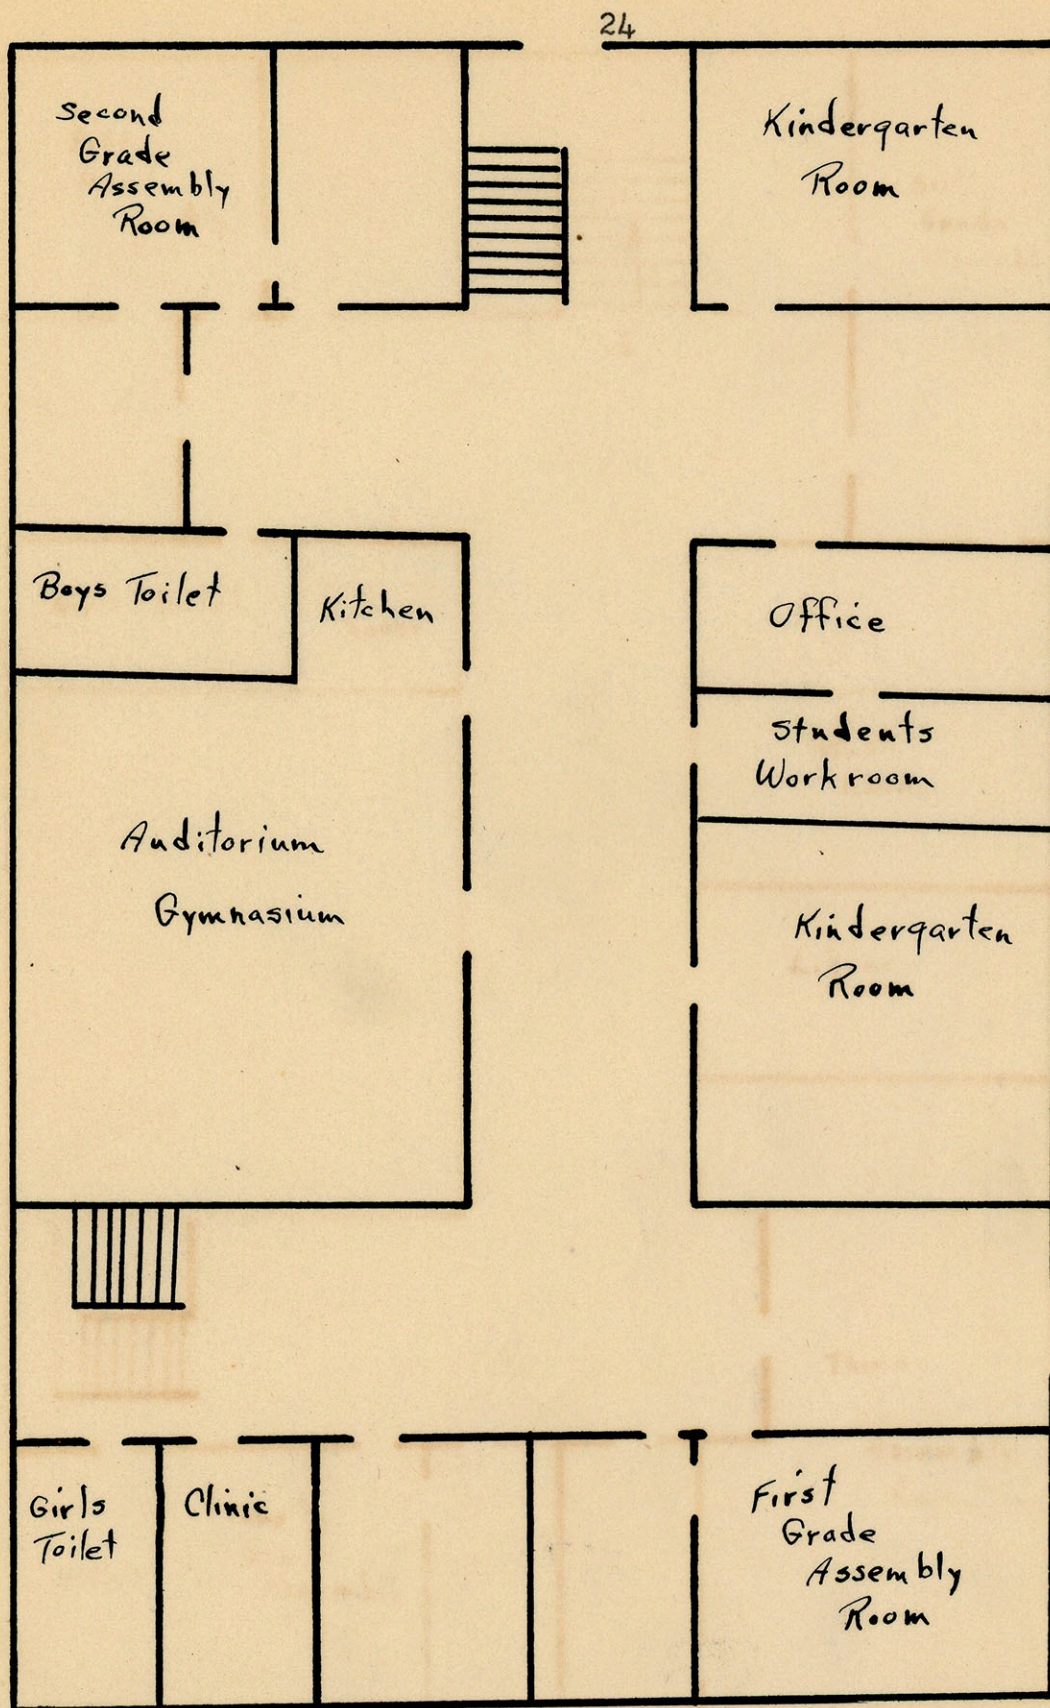 24
Second
Grade
Assembly
Room
Kindergarten
Room
Boys Toilet
Kitchen
Office
Students
Workroom
Auditorium
Gymnasium
Kindergarten
Room
Girls
Toilet
Clinic
First
Grade
Assembly
Room